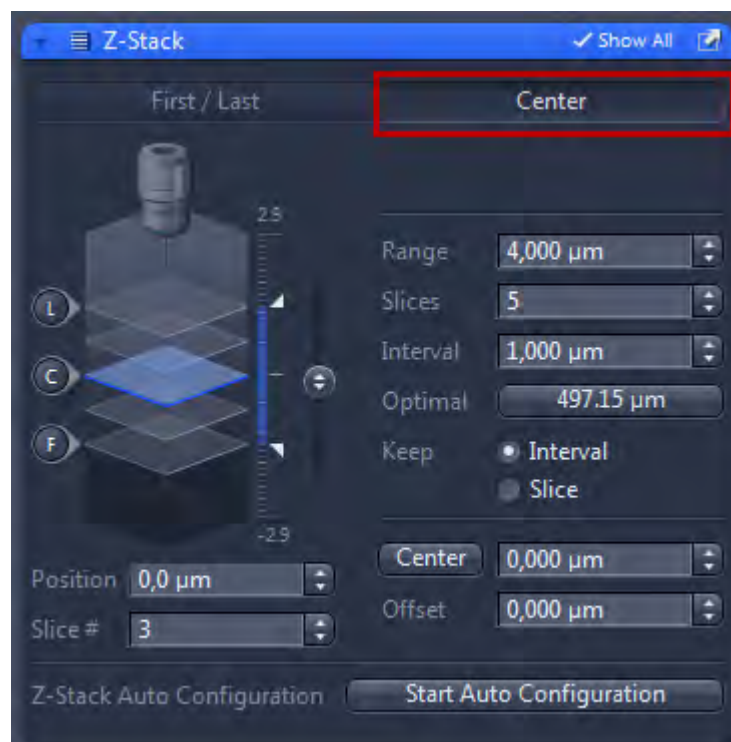 Z-Stack Show All
First / Last Center
2.9
Range 4,000 µm
L Slices 5
Interval 1,000 µm
C
Optimal 497.15 µm
F Keep Interval
Slice
-2.9
Center 0,000 µm
Position 0,0 µm
Offset 0,000 µm
Slice # 3
Z-Stack Auto Configuration Start Auto Configuration